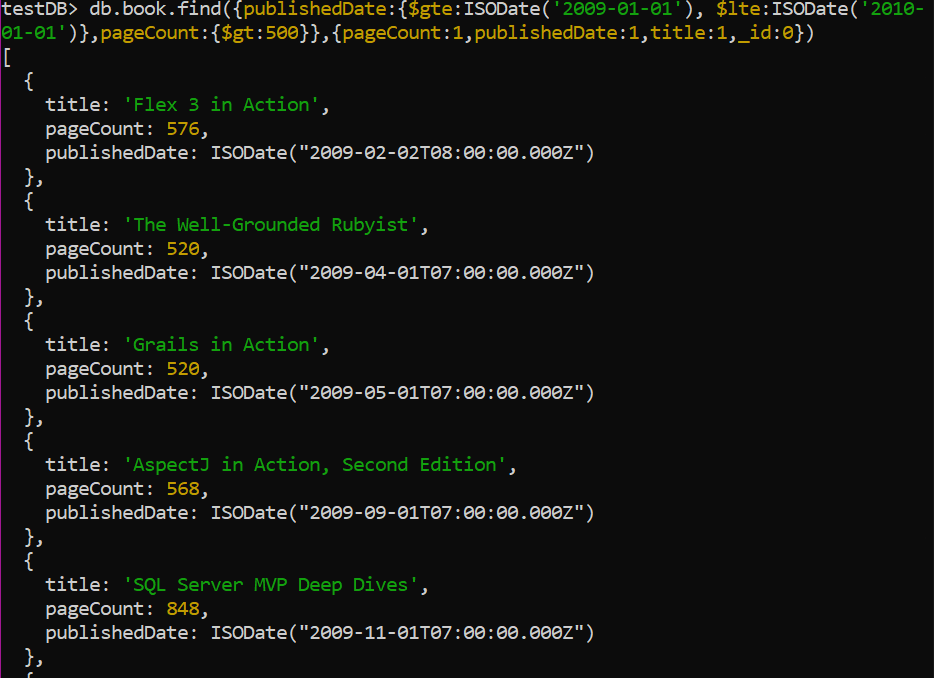 testDB> db.book.find({publishedDate:{$gte:ISODate('2009-01-01'), $lte:ISODate('2010-
01-01')},pageCount:{$gt:500}},{pageCount:1,publishedDate:1,title:1,_id:0})
[
  {
    title: 'Flex 3 in Action',
    pageCount: 576,
    publishedDate: ISODate("2009-02-02T08:00:00.000Z")
  },
  {
    title: 'The Well-Grounded Rubyist',
    pageCount: 520,
    publishedDate: ISODate("2009-04-01T07:00:00.000Z")
  },
  {
    title: 'Grails in Action',
    pageCount: 520,
    publishedDate: ISODate("2009-05-01T07:00:00.000Z")
  },
  {
    title: 'AspectJ in Action, Second Edition',
    pageCount: 568,
    publishedDate: ISODate("2009-09-01T07:00:00.000Z")
  },
  {
    title: 'SQL Server MVP Deep Dives',
    pageCount: 848,
    publishedDate: ISODate("2009-11-01T07:00:00.000Z")
  },
  {